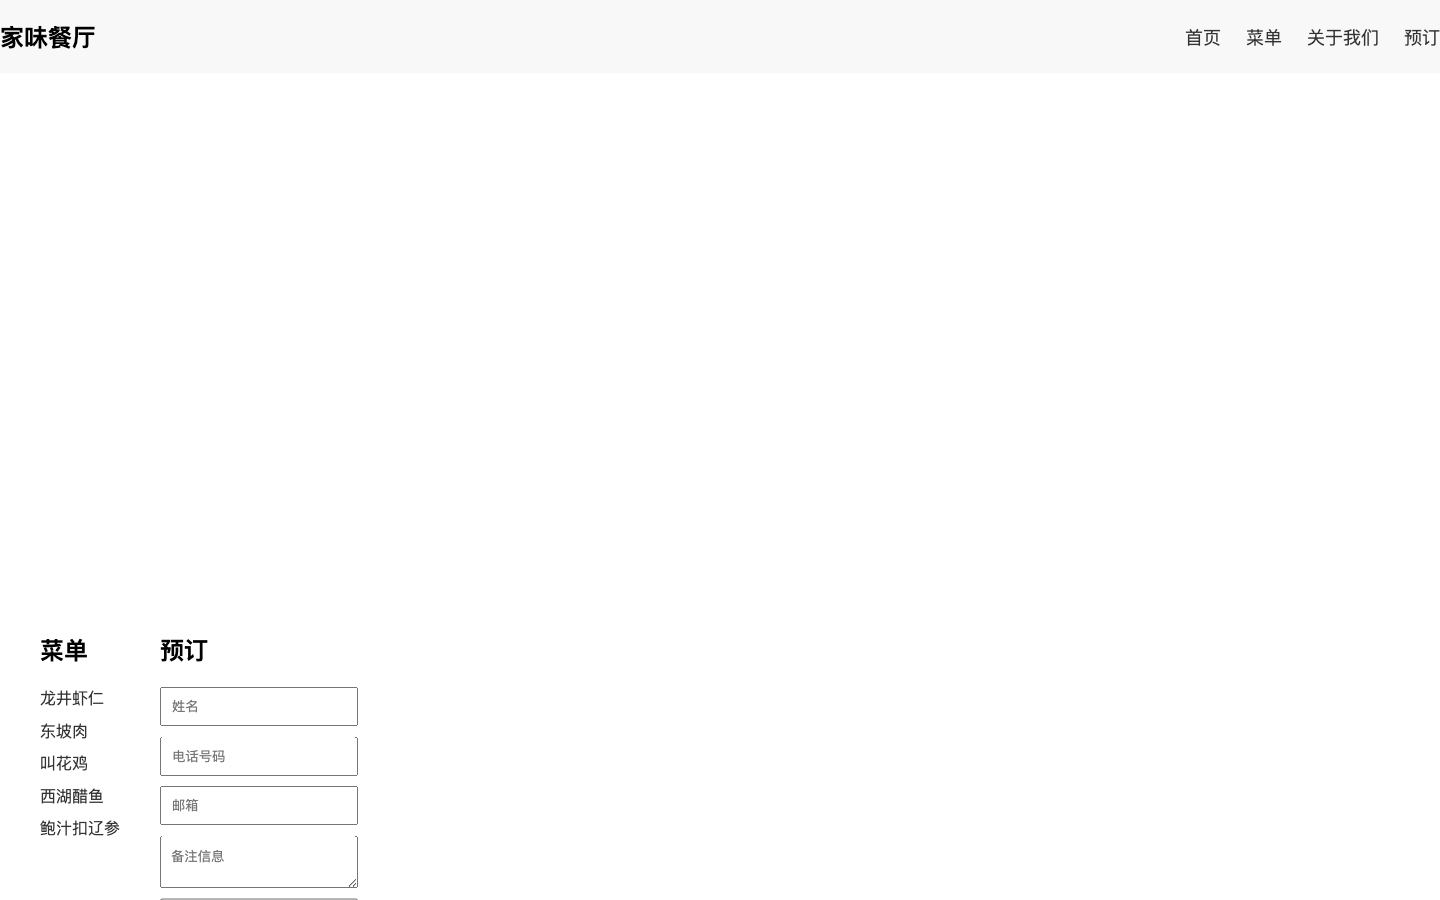 家味餐厅
首页 菜单 关于我们 预订
菜单
龙井虾仁
东坡肉
叫花鸡
西湖醋鱼
鲍汁扣辽参
预订
姓名
电话号码
邮箱
备注信息